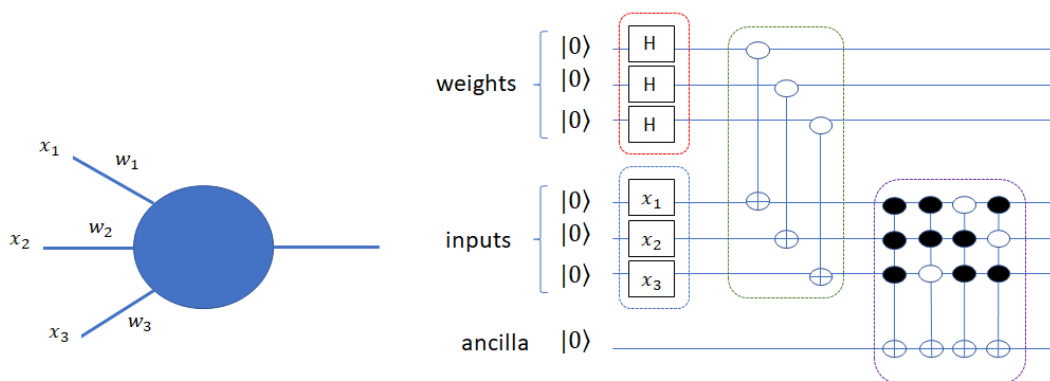 x₁
w₁
x₂
w₂
x₃
w₃
weights
|0⟩
H
|0⟩
H
|0⟩
H
inputs
|0⟩
x₁
|0⟩
x₂
|0⟩
x₃
ancilla
|0⟩